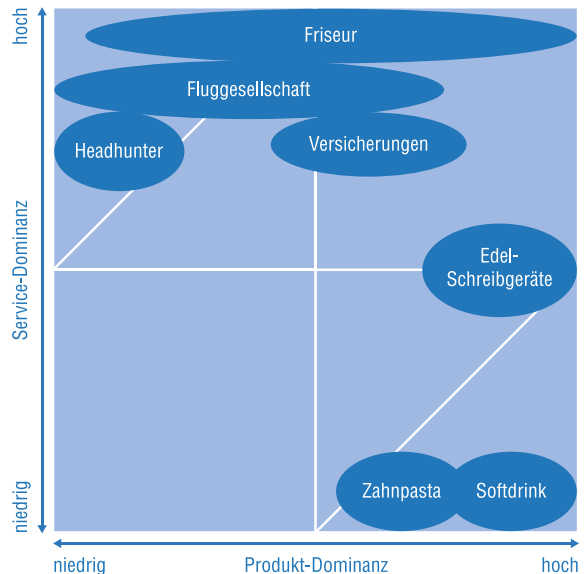 hoch
Friseur
Fluggesellschaft
Headhunter
Versicherungen
Service-Dominanz
Edel-
Schreibgeräte
Zahnpasta
Softdrink
niedrig
niedrig
Produkt-Dominanz
hoch